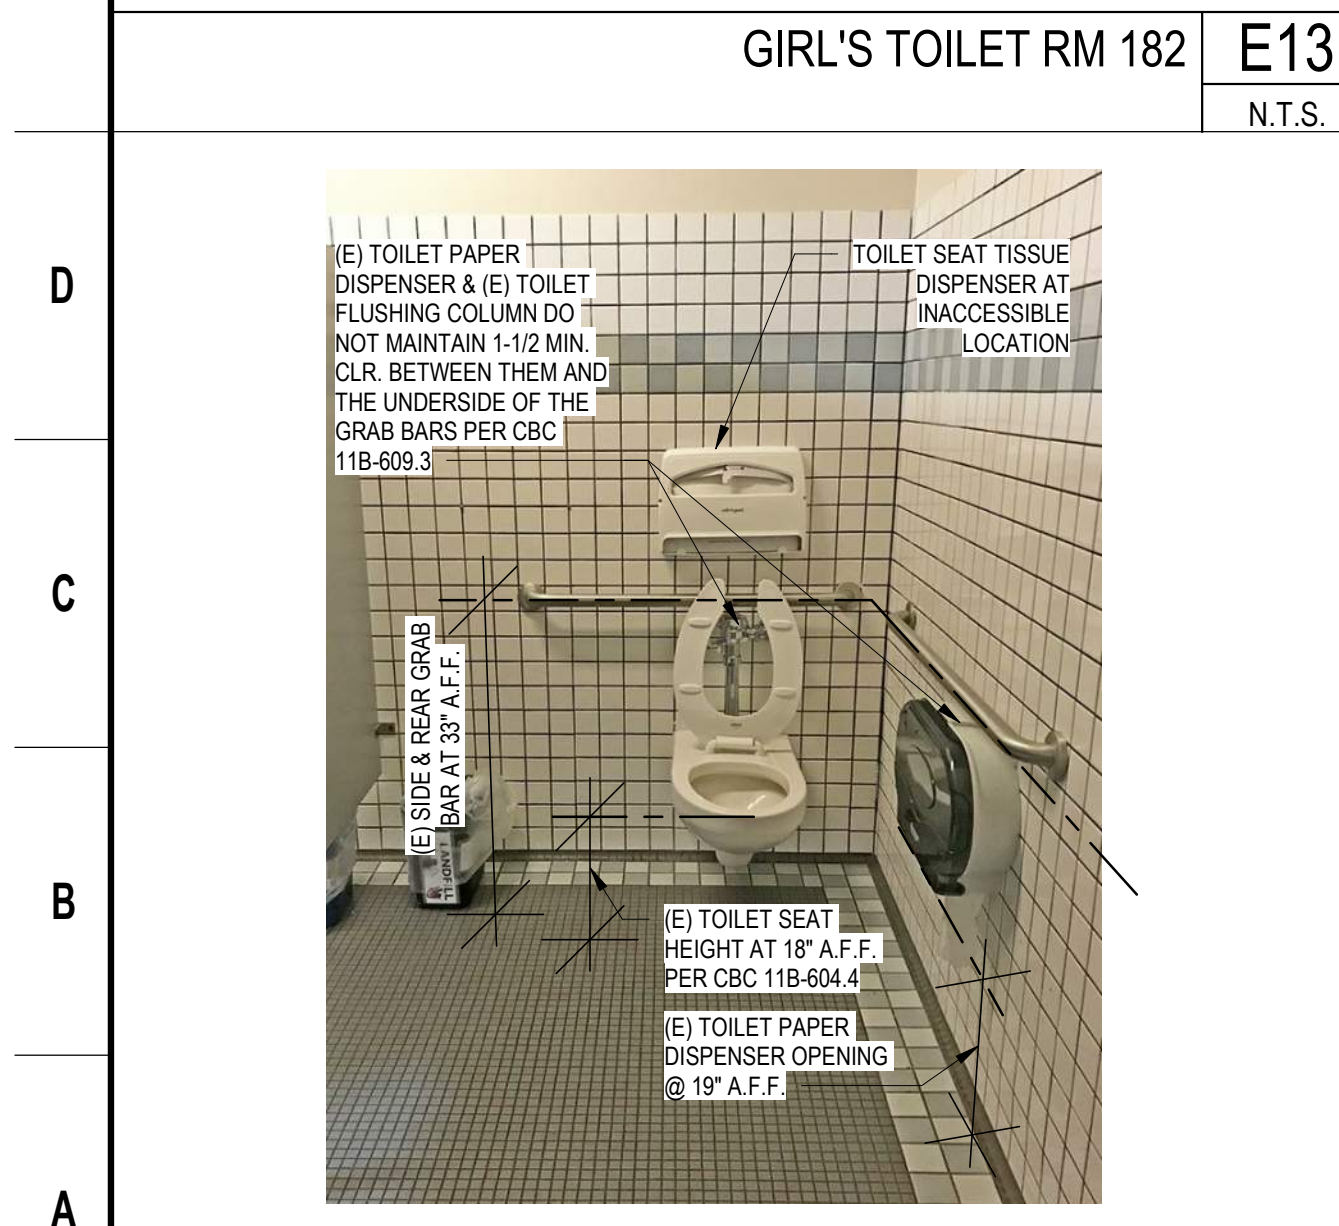 GIRL'S TOILET RM 182
E13
N.T.S.
D
C
B
A
(E) TOILET PAPER
DISPENSER & (E) TOILET
FLUSHING COLUMN DO
NOT MAINTAIN 1-1/2 MIN.
CLR. BETWEEN THEM AND
THE UNDERSIDE OF THE
GRAB BARS PER CBC
11B-609.3
TOILET SEAT TISSUE
DISPENSER AT
INACCESSIBLE
LOCATION
(E) SIDE & REAR GRAB
BAR AT 33" A.F.F.
LANDFILL
(E) TOILET SEAT
HEIGHT AT 18" A.F.F.
PER CBC 11B-604.4
(E) TOILET PAPER
DISPENSER OPENING
@ 19" A.F.F.